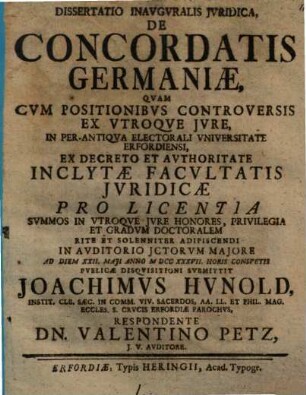 DISSERTATIO INAVGVRALIS JVRIDICA,
DE
CONCORDATIS
GERMANIÆ,
QVAM
CVM POSITIONIBVS CONTROVERSIS
EX VTROQVE JVRE,
IN PER-ANTIQVA ELECTORALI VNIVERSITATE
ERFORDIENSI,
EX DECRETO ET AVTHORITATE
INCLYTÆ FACVLTATIS
JVRIDICÆ
PRO LICENTIA
SVMMOS IN VTROQVE JVRE HONORES, PRIVILEGIA
ET GRADVM DOCTORALEM
RITE ET SOLENNITER ADIPISCENDI
IN AVDITORIO JCTORVM MAJORE
AD DIEM XXII. MAJI ANNO MDCCXXXVII. HORIS CONSVETIS
PVBLICÆ DISQVISITIONI SVBMITTIT
JOACHIMVS HVNOLD,
INSTIT. CLE. SÆC. IN COMM. VIV. SACERDOS, AA. LL. ET PHIL. MAG.
ECCLES. S. CRVCIS ERFORDIÆ PAROCHVS,
RESPONDENTE
DN. VALENTINO PETZ,
J. V. AVDITORE.
ERFORDIÆ, Typis HERINGII, Acad. Typogr.